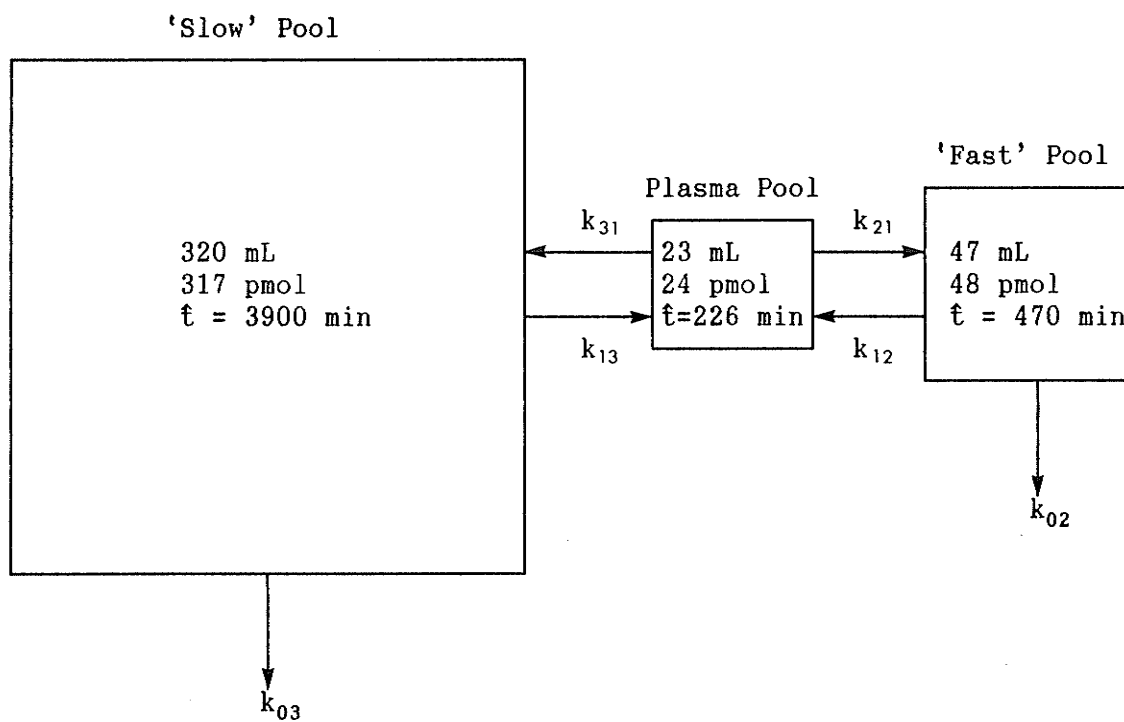 ‘Slow’ Pool
320 mL
317 pmol
t̂ = 3900 min
k₀₃
k₃₁
k₁₃
Plasma Pool
23 mL
24 pmol
t̂=226 min
k₂₁
k₁₂
‘Fast’ Pool
47 mL
48 pmol
t̂ = 470 min
k₀₂